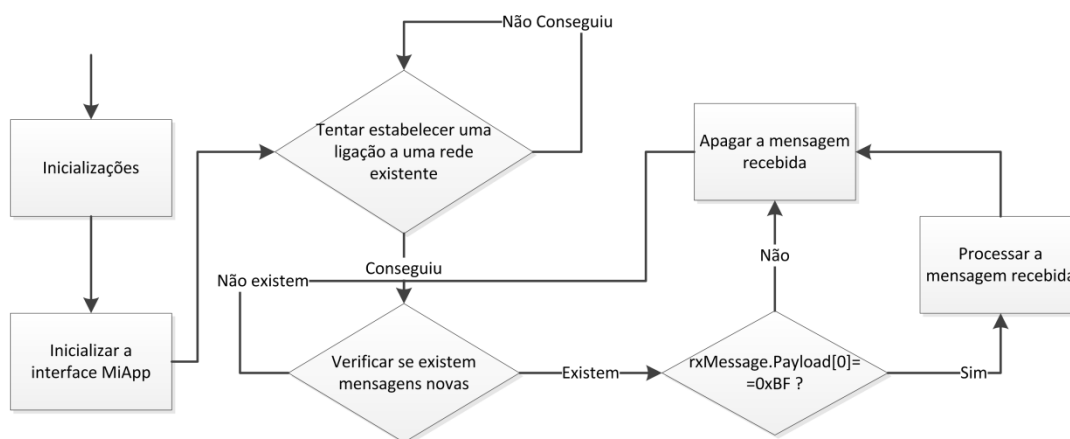 Inicializações
Inicializar a
interface MiApp
Não Conseguiu
Tentar estabelecer uma
ligação a uma rede
existente
Conseguiu
Não existem
Verificar se existem
mensagens novas
Existem
rxMessage.Payload[0]=
=0xBF ?
Não
Sim
Apagar a mensagem
recebida
Processar a
mensagem recebida